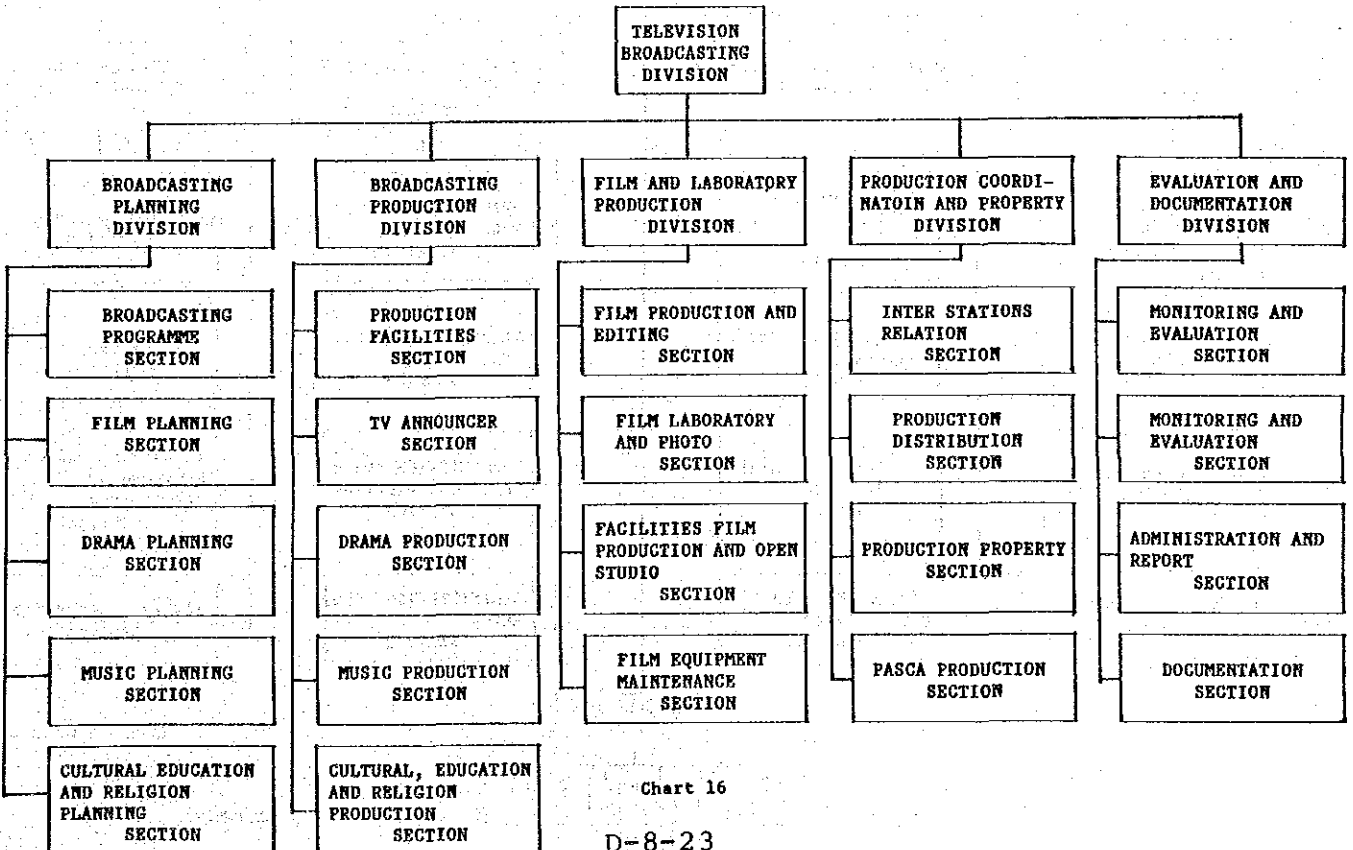 TELEVISION
BROADCASTING
DIVISION
BROADCASTING
PLANNING
DIVISION
BROADCASTING
PRODUCTION
DIVISION
FILM AND LABORATORY
PRODUCTION
DIVISION
PRODUCTION COORDI-
NATOIN AND PROPERTY
DIVISION
EVALUATION AND
DOCUMENTATION
DIVISION
BROADCASTING
PROGRAMME
SECTION
FILM PLANNING
SECTION
DRAMA PLANNING
SECTION
MUSIC PLANNING
SECTION
CULTURAL EDUCATION
AND RELIGION
PLANNING
SECTION
PRODUCTION
FACILITIES
SECTION
TV ANNOUNCER
SECTION
DRAMA PRODUCTION
SECTION
MUSIC PRODUCTION
SECTION
CULTURAL, EDUCATION
AND RELIGION
PRODUCTION
SECTION
FILM PRODUCTION AND
EDITING
SECTION
FILM LABORATORY
AND PHOTO
SECTION
FACILITIES FILM
PRODUCTION AND OPEN
STUDIO
SECTION
FILM EQUIPMENT
MAINTENANCE
SECTION
INTER STATIONS
RELATION
SECTION
PRODUCTION
DISTRIBUTION
SECTION
PRODUCTION PROPERTY
SECTION
PASCA PRODUCTION
SECTION
MONITORING AND
EVALUATION
SECTION
MONITORING AND
EVALUATION
SECTION
ADMINISTRATION AND
REPORT
SECTION
DOCUMENTATION
SECTION
Chart 16
D-8-23